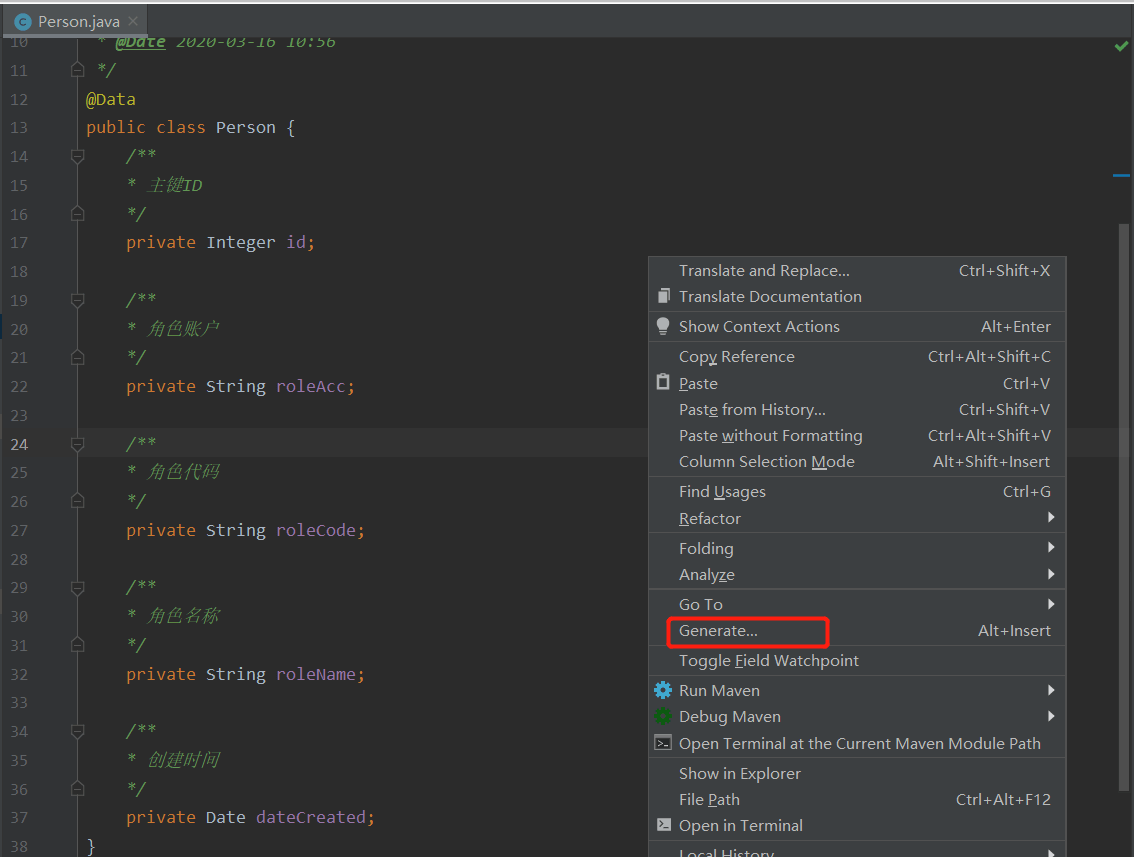 Person.java
10 * @Date 2020-03-16 10:56
11 */
12 @Data
13 public class Person {
14 /**
15 * 主键ID
16 */
17 private Integer id;
18
19 /**
20 * 角色账户
21 */
22 private String roleAcc;
23
24 /**
25 * 角色代码
26 */
27 private String roleCode;
28
29 /**
30 * 角色名称
31 */
32 private String roleName;
33
34 /**
35 * 创建时间
36 */
37 private Date dateCreated;
38 }
Translate and Replace... Ctrl+Shift+X
Translate Documentation
Show Context Actions Alt+Enter
Copy Reference Ctrl+Alt+Shift+C
Paste Ctrl+V
Paste from History... Ctrl+Shift+V
Paste without Formatting Ctrl+Alt+Shift+V
Column Selection Mode Alt+Shift+Insert
Find Usages Ctrl+G
Refactor
Folding
Analyze
Go To
Generate... Alt+Insert
Toggle Field Watchpoint
Run Maven
Debug Maven
Open Terminal at the Current Maven Module Path
Show in Explorer
File Path Ctrl+Alt+F12
Open in Terminal
Local History